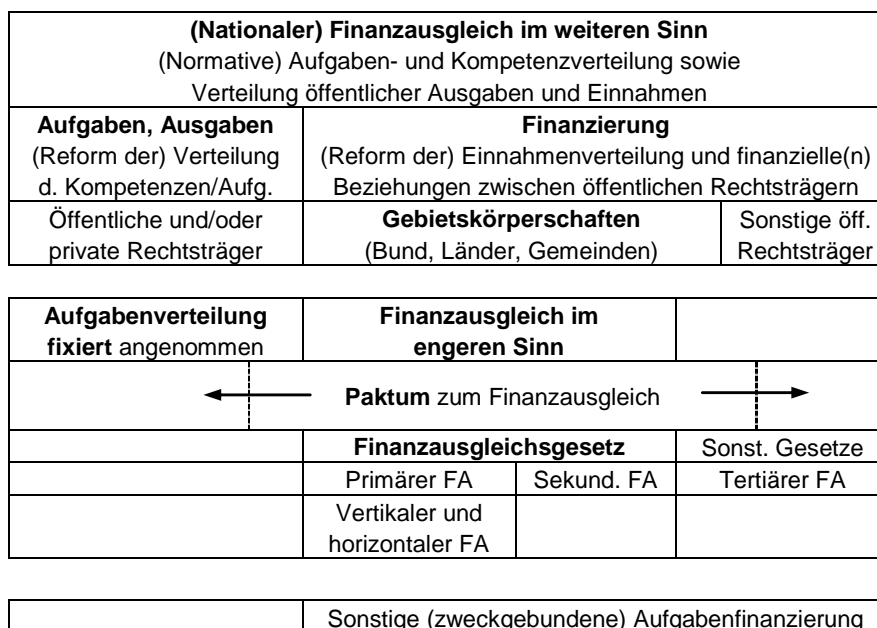 (Nationaler) Finanzausgleich im weiteren Sinn
(Normative) Aufgaben- und Kompetenzverteilung sowie
Verteilung öffentlicher Ausgaben und Einnahmen
Aufgaben, Ausgaben
(Reform der) Verteilung
d. Kompetenzen/Aufg.
Finanzierung
(Reform der) Einnahmenverteilung und finanzielle(n)
Beziehungen zwischen öffentlichen Rechtsträgern
Öffentliche und/oder
private Rechtsträger
Gebietskörperschaften
(Bund, Länder, Gemeinden)
Sonstige öff.
Rechtsträger
Aufgabenverteilung
fixiert angenommen
Finanzausgleich im
engeren Sinn
Paktum zum Finanzausgleich
Finanzausgleichsgesetz
Sonst. Gesetze
Primärer FA
Sekund. FA
Tertiärer FA
Vertikaler und
horizontaler FA
Sonstige (zweckgebundene) Aufgabenfinanzierung